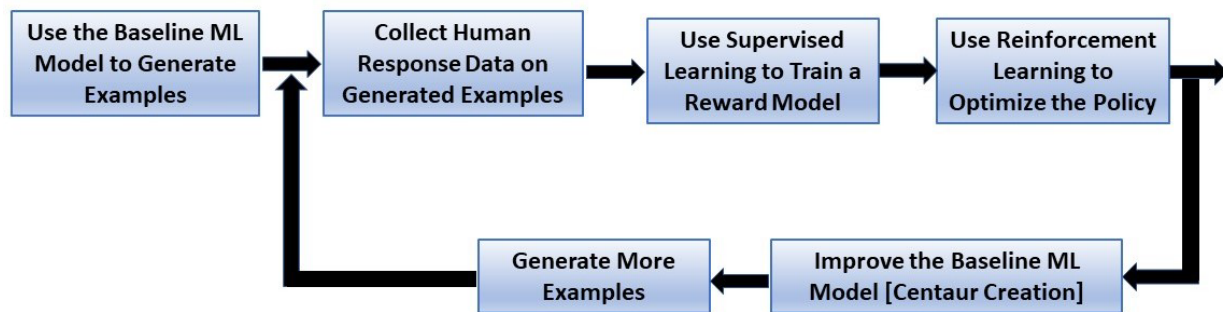 Use the Baseline ML
Model to Generate
Examples
Collect Human
Response Data on
Generated Examples
Use Supervised
Learning to Train a
Reward Model
Use Reinforcement
Learning to
Optimize the Policy
Generate More
Examples
Improve the Baseline ML
Model [Centaur Creation]